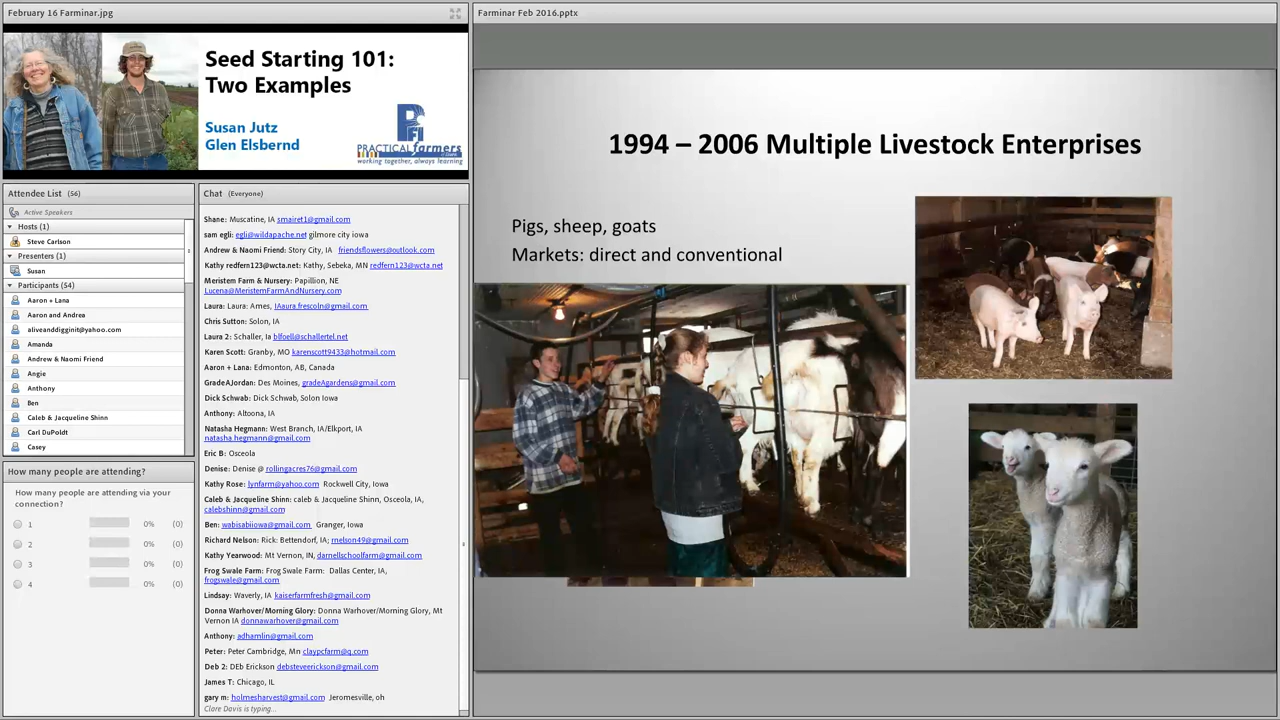 February 16 Farminar.jpg
Seed Starting 101:
Two Examples
Susan Jutz
Glen Elsbernd
PFI
PRACTICAL farmers
working together, always learning
Attendee List (56)
Active Speakers
Hosts (1)
Steve Carlson
Presenters (1)
Susan
Participants (54)
Aaron + Lana
Aaron and Andrea
aliveanddigginit@yahoo.com
Amanda
Andrew & Naomi Friend
Angie
Anthony
Ben
Caleb & Jacqueline Shinn
Carl DuPoldt
Casey
How many people are attending?
How many people are attending via your
connection?
1 0% (0)
2 0% (0)
3 0% (0)
4 0% (0)
Chat (Everyone)
Shane: Muscatine, IA smairet1@gmail.com
sam egli: egli@wildapache.net gilmore city iowa
Andrew & Naomi Friend: Story City, IA friendsflowers@outlook.com
Kathy redfern123@wcta.net: Kathy, Sebeka, MN redfern123@wcta.net
Meristem Farm & Nursery: Papillion, NE
Lucena@MeristemFarmAndNursery.com
Laura: Laura: Ames, IAaura.frescoln@gmail.com
Chris Sutton: Solon, IA
Laura 2: Schaller, Ia blfoell@schallertel.net
Karen Scott: Granby, MO karenscott9433@hotmail.com
Aaron + Lana: Edmonton, AB, Canada
GradeAJordan: Des Moines, gradeAgardens@gmail.com
Dick Schwab: Dick Schwab, Solon Iowa
Anthony: Altoona, IA
Natasha Hegmann: West Branch, IA/Elkport, IA
natasha.hegmann@gmail.com
Eric B: Osceola
Denise: Denise @ rollingacres76@gmail.com
Kathy Rose: lynfarm@yahoo.com Rockwell City, Iowa
Caleb & Jacqueline Shinn: caleb & Jacqueline Shinn, Osceola, IA,
calebshinn@gmail.com
Ben: wabisabiiowa@gmail.com Granger, Iowa
Richard Nelson: Rick: Bettendorf, IA; rnelson49@gmail.com
Kathy Yearwood: Mt Vernon, IN, darnellschoolfarm@gmail.com
Frog Swale Farm: Frog Swale Farm: Dallas Center, IA,
frogswale@gmail.com
Lindsay: Waverly, IA kaiserfarmfresh@gmail.com
Donna Warhover/Morning Glory: Donna Warhover/Morning Glory, Mt
Vernon IA donnawarhover@gmail.com
Anthony: adhamlin@gmail.com
Peter: Peter Cambridge, Mn claypcfarm@q.com
Deb 2: DEb Erickson debsteveerickson@gmail.com
James T: Chicago, IL
gary m: holmesharvest@gmail.com Jeromesville, oh
Clare Davis is typing...
Farminar Feb 2016.pptx
1994 – 2006 Multiple Livestock Enterprises
Pigs, sheep, goats
Markets: direct and conventional